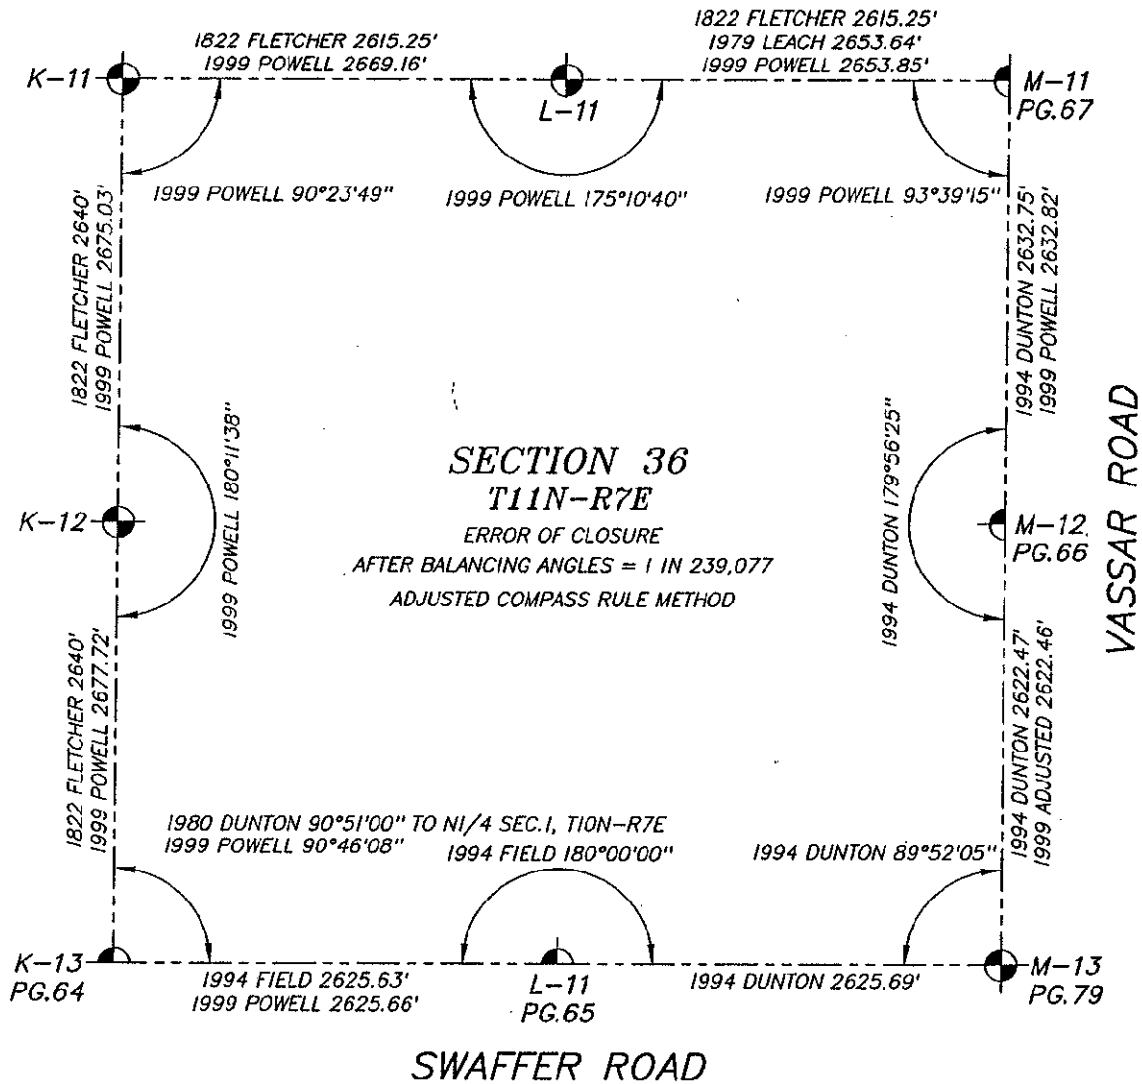 1822 FLETCHER 2615.25'
1999 POWELL 2669.16'
1822 FLETCHER 2615.25'
1979 LEACH 2653.64'
1999 POWELL 2653.85'
K-11
L-11
M-11
PG.67
1999 POWELL 90°23'49"
1999 POWELL 175°10'40"
1999 POWELL 93°39'15"
1822 FLETCHER 2640'
1999 POWELL 2675.03'
1994 DUNTON 2632.75'
1999 POWELL 2632.82'
1999 POWELL 180°11'38"
1994 DUNTON 179°56'25"
VASSAR ROAD
SECTION 36
T11N-R7E
ERROR OF CLOSURE
AFTER BALANCING ANGLES = 1 IN 239,077
ADJUSTED COMPASS RULE METHOD
K-12
M-12
PG.66
1822 FLETCHER 2640'
1999 POWELL 2677.72'
1994 DUNTON 2622.47'
1999 ADJUSTED 2622.46'
1980 DUNTON 90°51'00" TO N1/4 SEC.1, T10N-R7E
1999 POWELL 90°46'08"
1994 FIELD 180°00'00"
1994 DUNTON 89°52'05"
K-13
PG.64
1994 FIELD 2625.63'
1999 POWELL 2625.66'
L-11
PG.65
1994 DUNTON 2625.69'
M-13
PG.79
SWAFFER ROAD